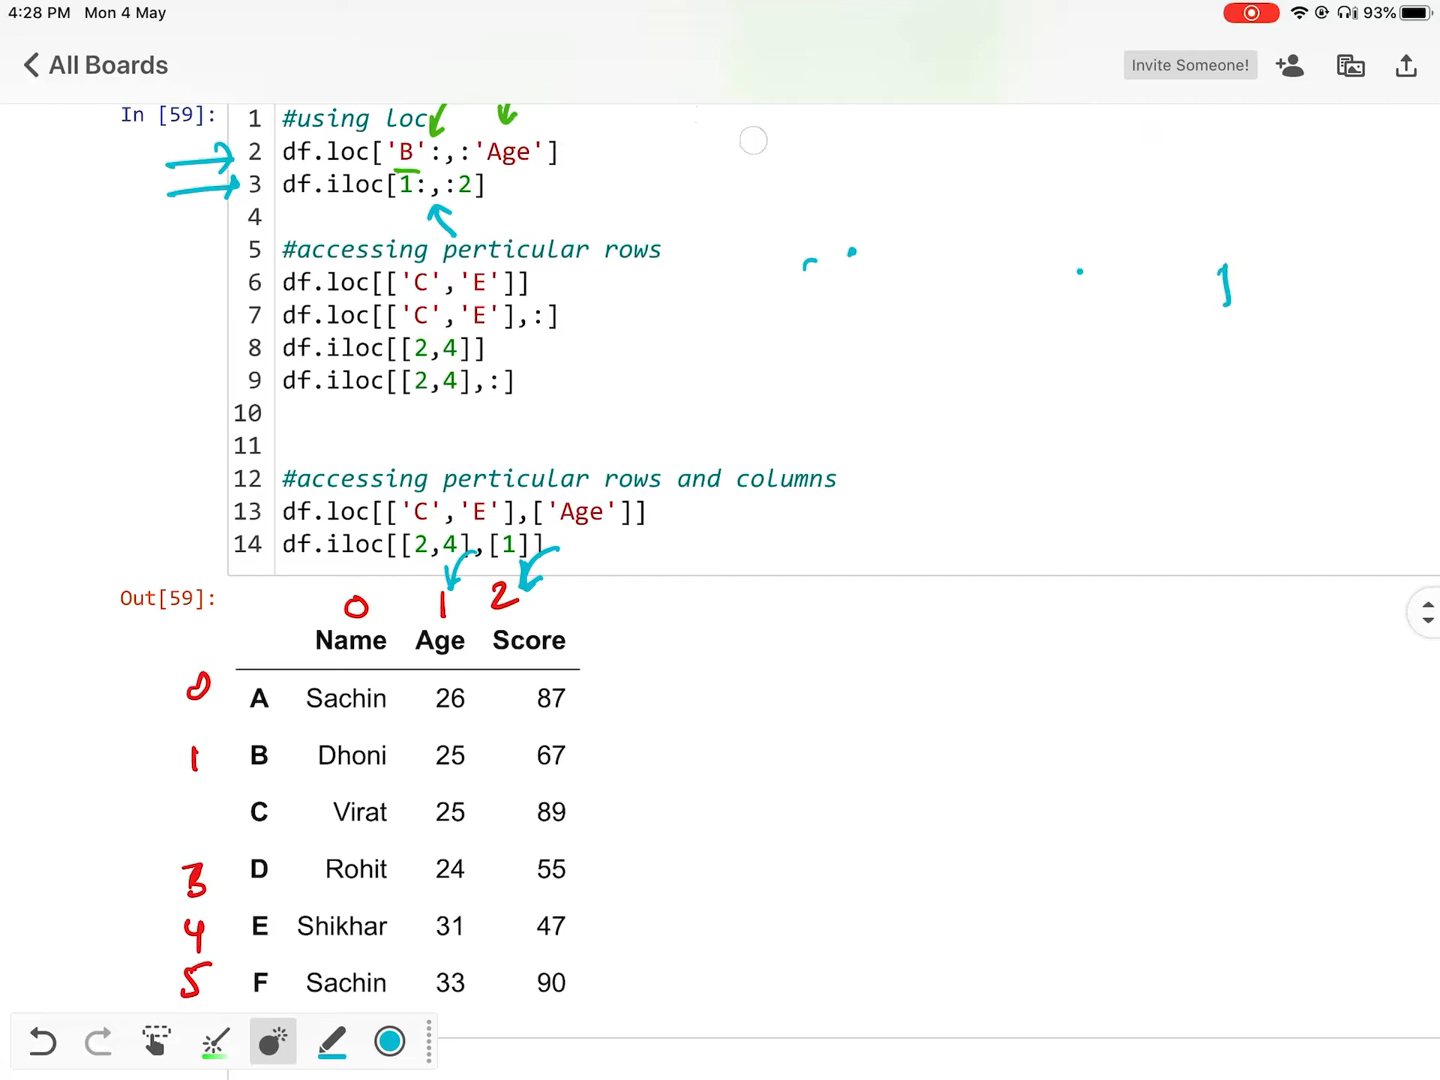 4:28 PM Mon 4 May
93%
All Boards
Invite Someone!
In [59]:
1 #using loc
2 df.loc['B':,:'Age']
3 df.iloc[1:,:2]
4
5 #accessing perticular rows
6 df.loc[['C','E']]
7 df.loc[['C','E'],:]
8 df.iloc[[2,4]]
9 df.iloc[[2,4],:]
10
11
12 #accessing perticular rows and columns
13 df.loc[['C','E'],['Age']]
14 df.iloc[[2,4],[1]]
Out[59]:
0 1 2
Name Age Score
0 A Sachin 26 87
1 B Dhoni 25 67
C Virat 25 89
3 D Rohit 24 55
4 E Shikhar 31 47
5 F Sachin 33 90